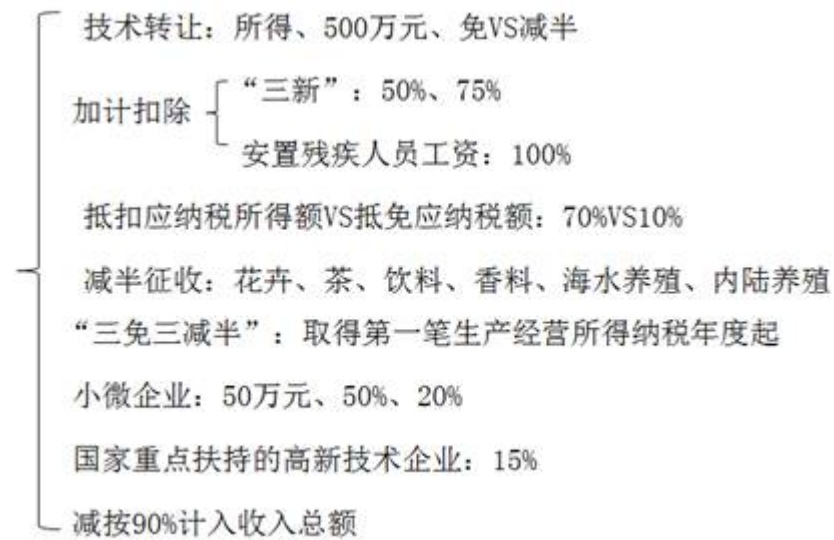 技术转让：所得、500万元、免VS减半
加计扣除
“三新”：50%、75%
安置残疾人员工资：100%
抵扣应纳税所得额VS抵免应纳税额：70%VS10%
减半征收：花卉、茶、饮料、香料、海水养殖、内陆养殖
“三免三减半”：取得第一笔生产经营所得纳税年度起
小微企业：50万元、50%、20%
国家重点扶持的高新技术企业：15%
减按90%计入收入总额